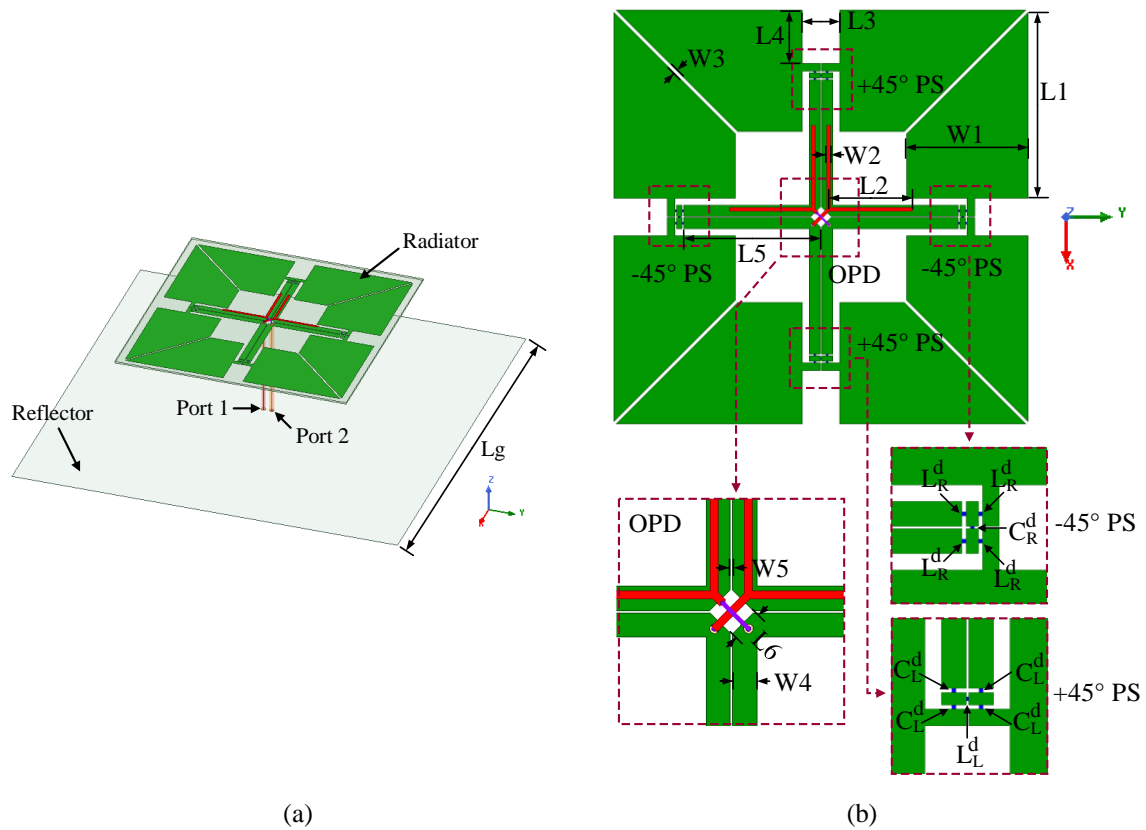 Radiator
Reflector
Port 1
Port 2
Lg
Z
Y
X
(a)
L4
L3
W3
+45° PS
L1
W1
W2
L2
L5
-45° PS
OPD
-45° PS
Z
Y
X
+45° PS
OPD
W5
L6
W4
L_R^d L_R^d
C_R^d
-45° PS
L_R^d L_R^d
C_L^d C_L^d
+45° PS
C_L^d C_L^d
L_L^d
(b)